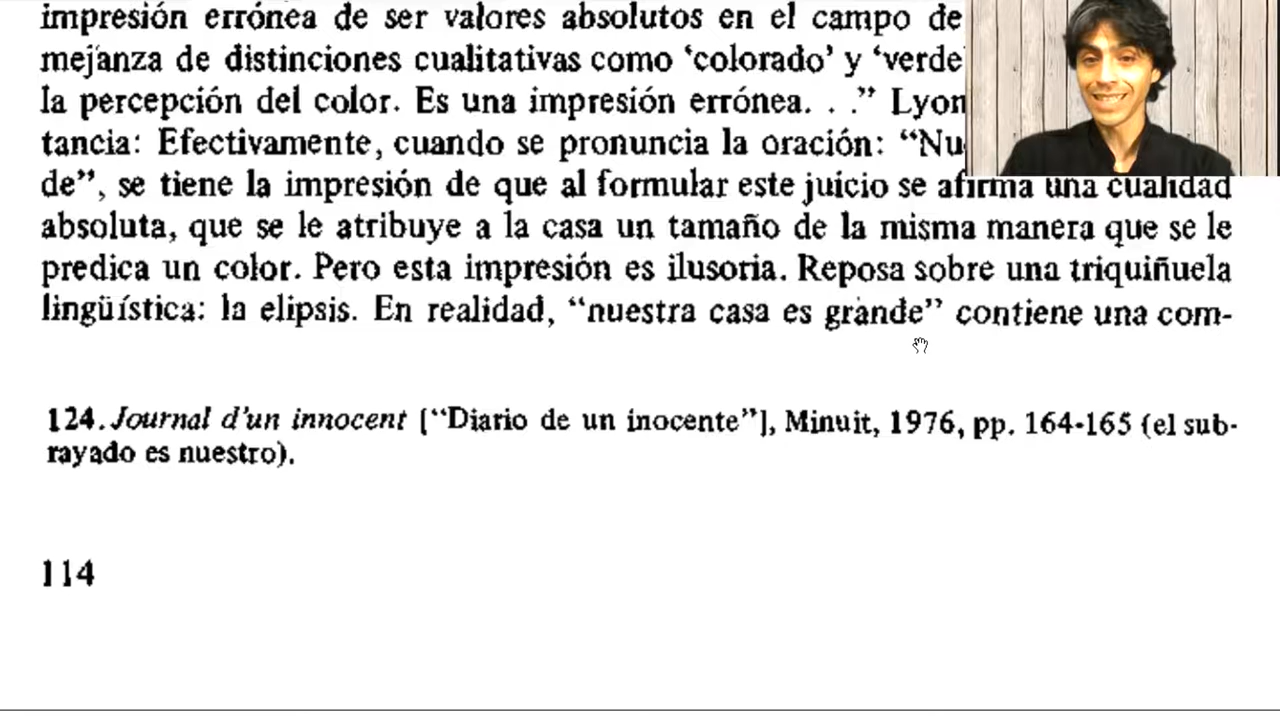 impresión errónea de ser valores absolutos en el campo de
mejanza de distinciones cualitativas como ‘colorado’ y ‘verde
la percepción del color. Es una impresión errónea. . .” Lyon
tancia: Efectivamente, cuando se pronuncia la oración: “Nu
de”, se tiene la impresión de que al formular este juicio se afirma una cualidad
absoluta, que se le atribuye a la casa un tamaño de la misma manera que se le
predica un color. Pero esta impresión es ilusoria. Reposa sobre una triquiñuela
lingüística: la elipsis. En realidad, “nuestra casa es grande” contiene una com-
124. Journal d’un innocent [“Diario de un inocente”], Minuit, 1976, pp. 164-165 (el sub-
rayado es nuestro).
114